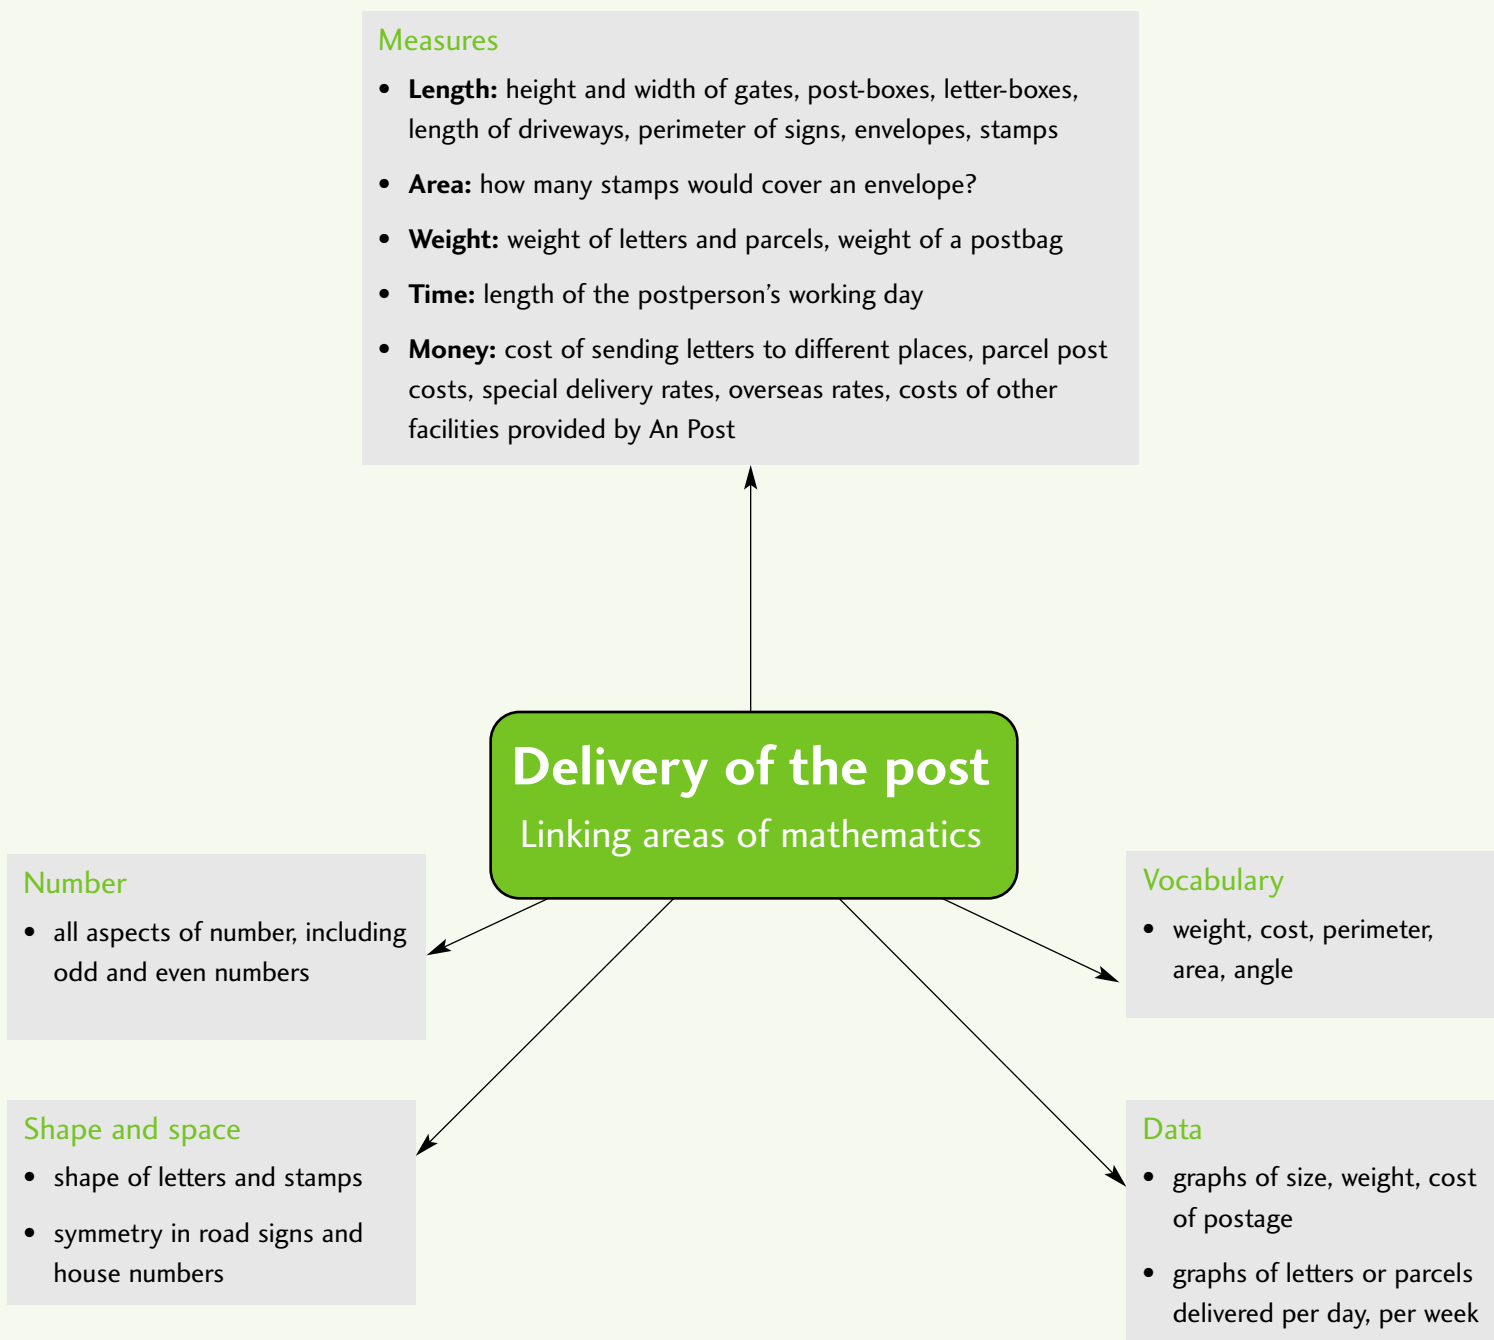 Measures
• Length: height and width of gates, post-boxes, letter-boxes,
length of driveways, perimeter of signs, envelopes, stamps
• Area: how many stamps would cover an envelope?
• Weight: weight of letters and parcels, weight of a postbag
• Time: length of the postperson’s working day
• Money: cost of sending letters to different places, parcel post
costs, special delivery rates, overseas rates, costs of other
facilities provided by An Post
Delivery of the post
Linking areas of mathematics
Number
• all aspects of number, including
odd and even numbers
Vocabulary
• weight, cost, perimeter,
area, angle
Shape and space
• shape of letters and stamps
• symmetry in road signs and
house numbers
Data
• graphs of size, weight, cost
of postage
• graphs of letters or parcels
delivered per day, per week